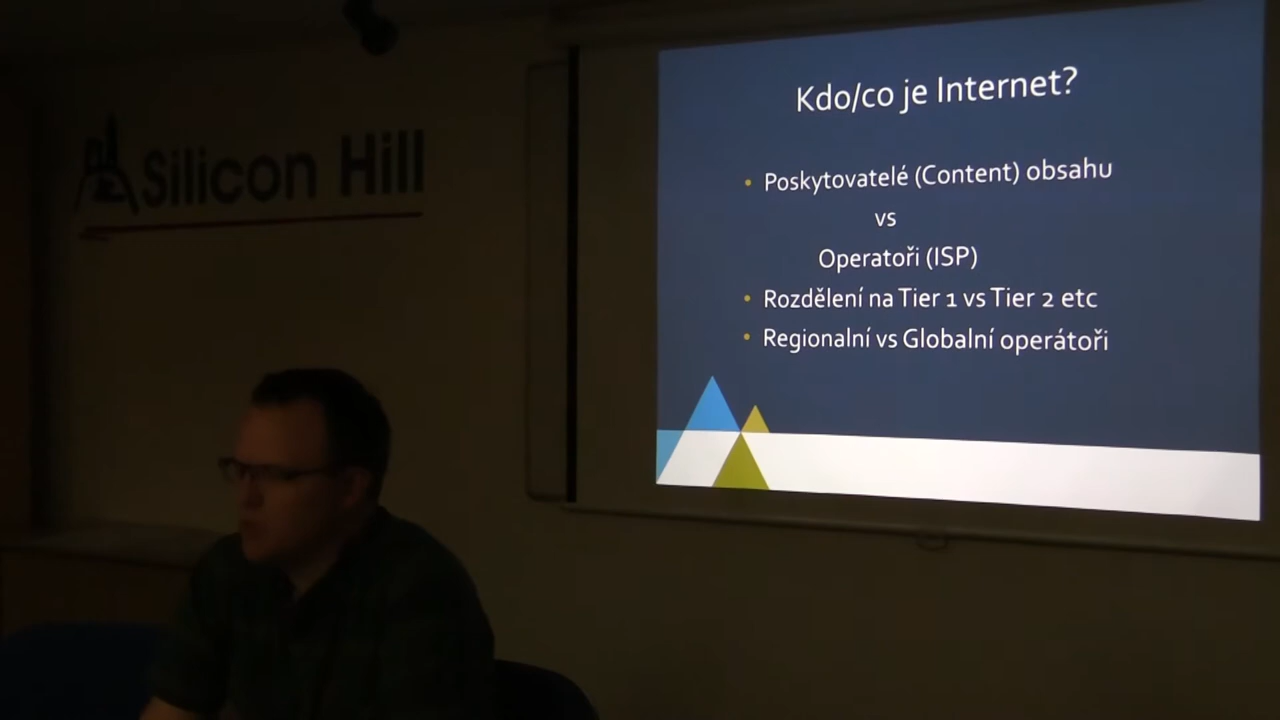 Silicon Hill
Kdo/co je Internet?
• Poskytovatelé (Content) obsahu
vs
Operatoři (ISP)
• Rozdělení na Tier 1 vs Tier 2 etc
• Regionalní vs Globalní operátoři